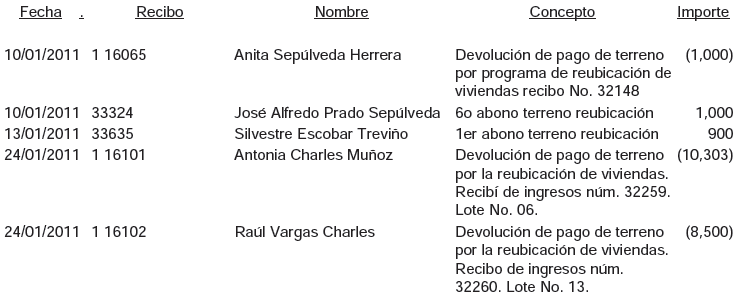 Fecha . Recibo Nombre Concepto Importe
10/01/2011 1 16065 Anita Sepúlveda Herrera Devolución de pago de terreno (1,000)
por programa de reubicación de
viviendas recibo No. 32148
10/01/2011 33324 José Alfredo Prado Sepúlveda 6o abono terreno reubicación 1,000
13/01/2011 33635 Silvestre Escobar Treviño 1er abono terreno reubicación 900
24/01/2011 1 16101 Antonia Charles Muñoz Devolución de pago de terreno (10,303)
por la reubicación de viviendas.
Recibí de ingresos núm. 32259.
Lote No. 06.
24/01/2011 1 16102 Raúl Vargas Charles Devolución de pago de terreno (8,500)
por la reubicación de viviendas.
Recibo de ingresos núm.
32260. Lote No. 13.